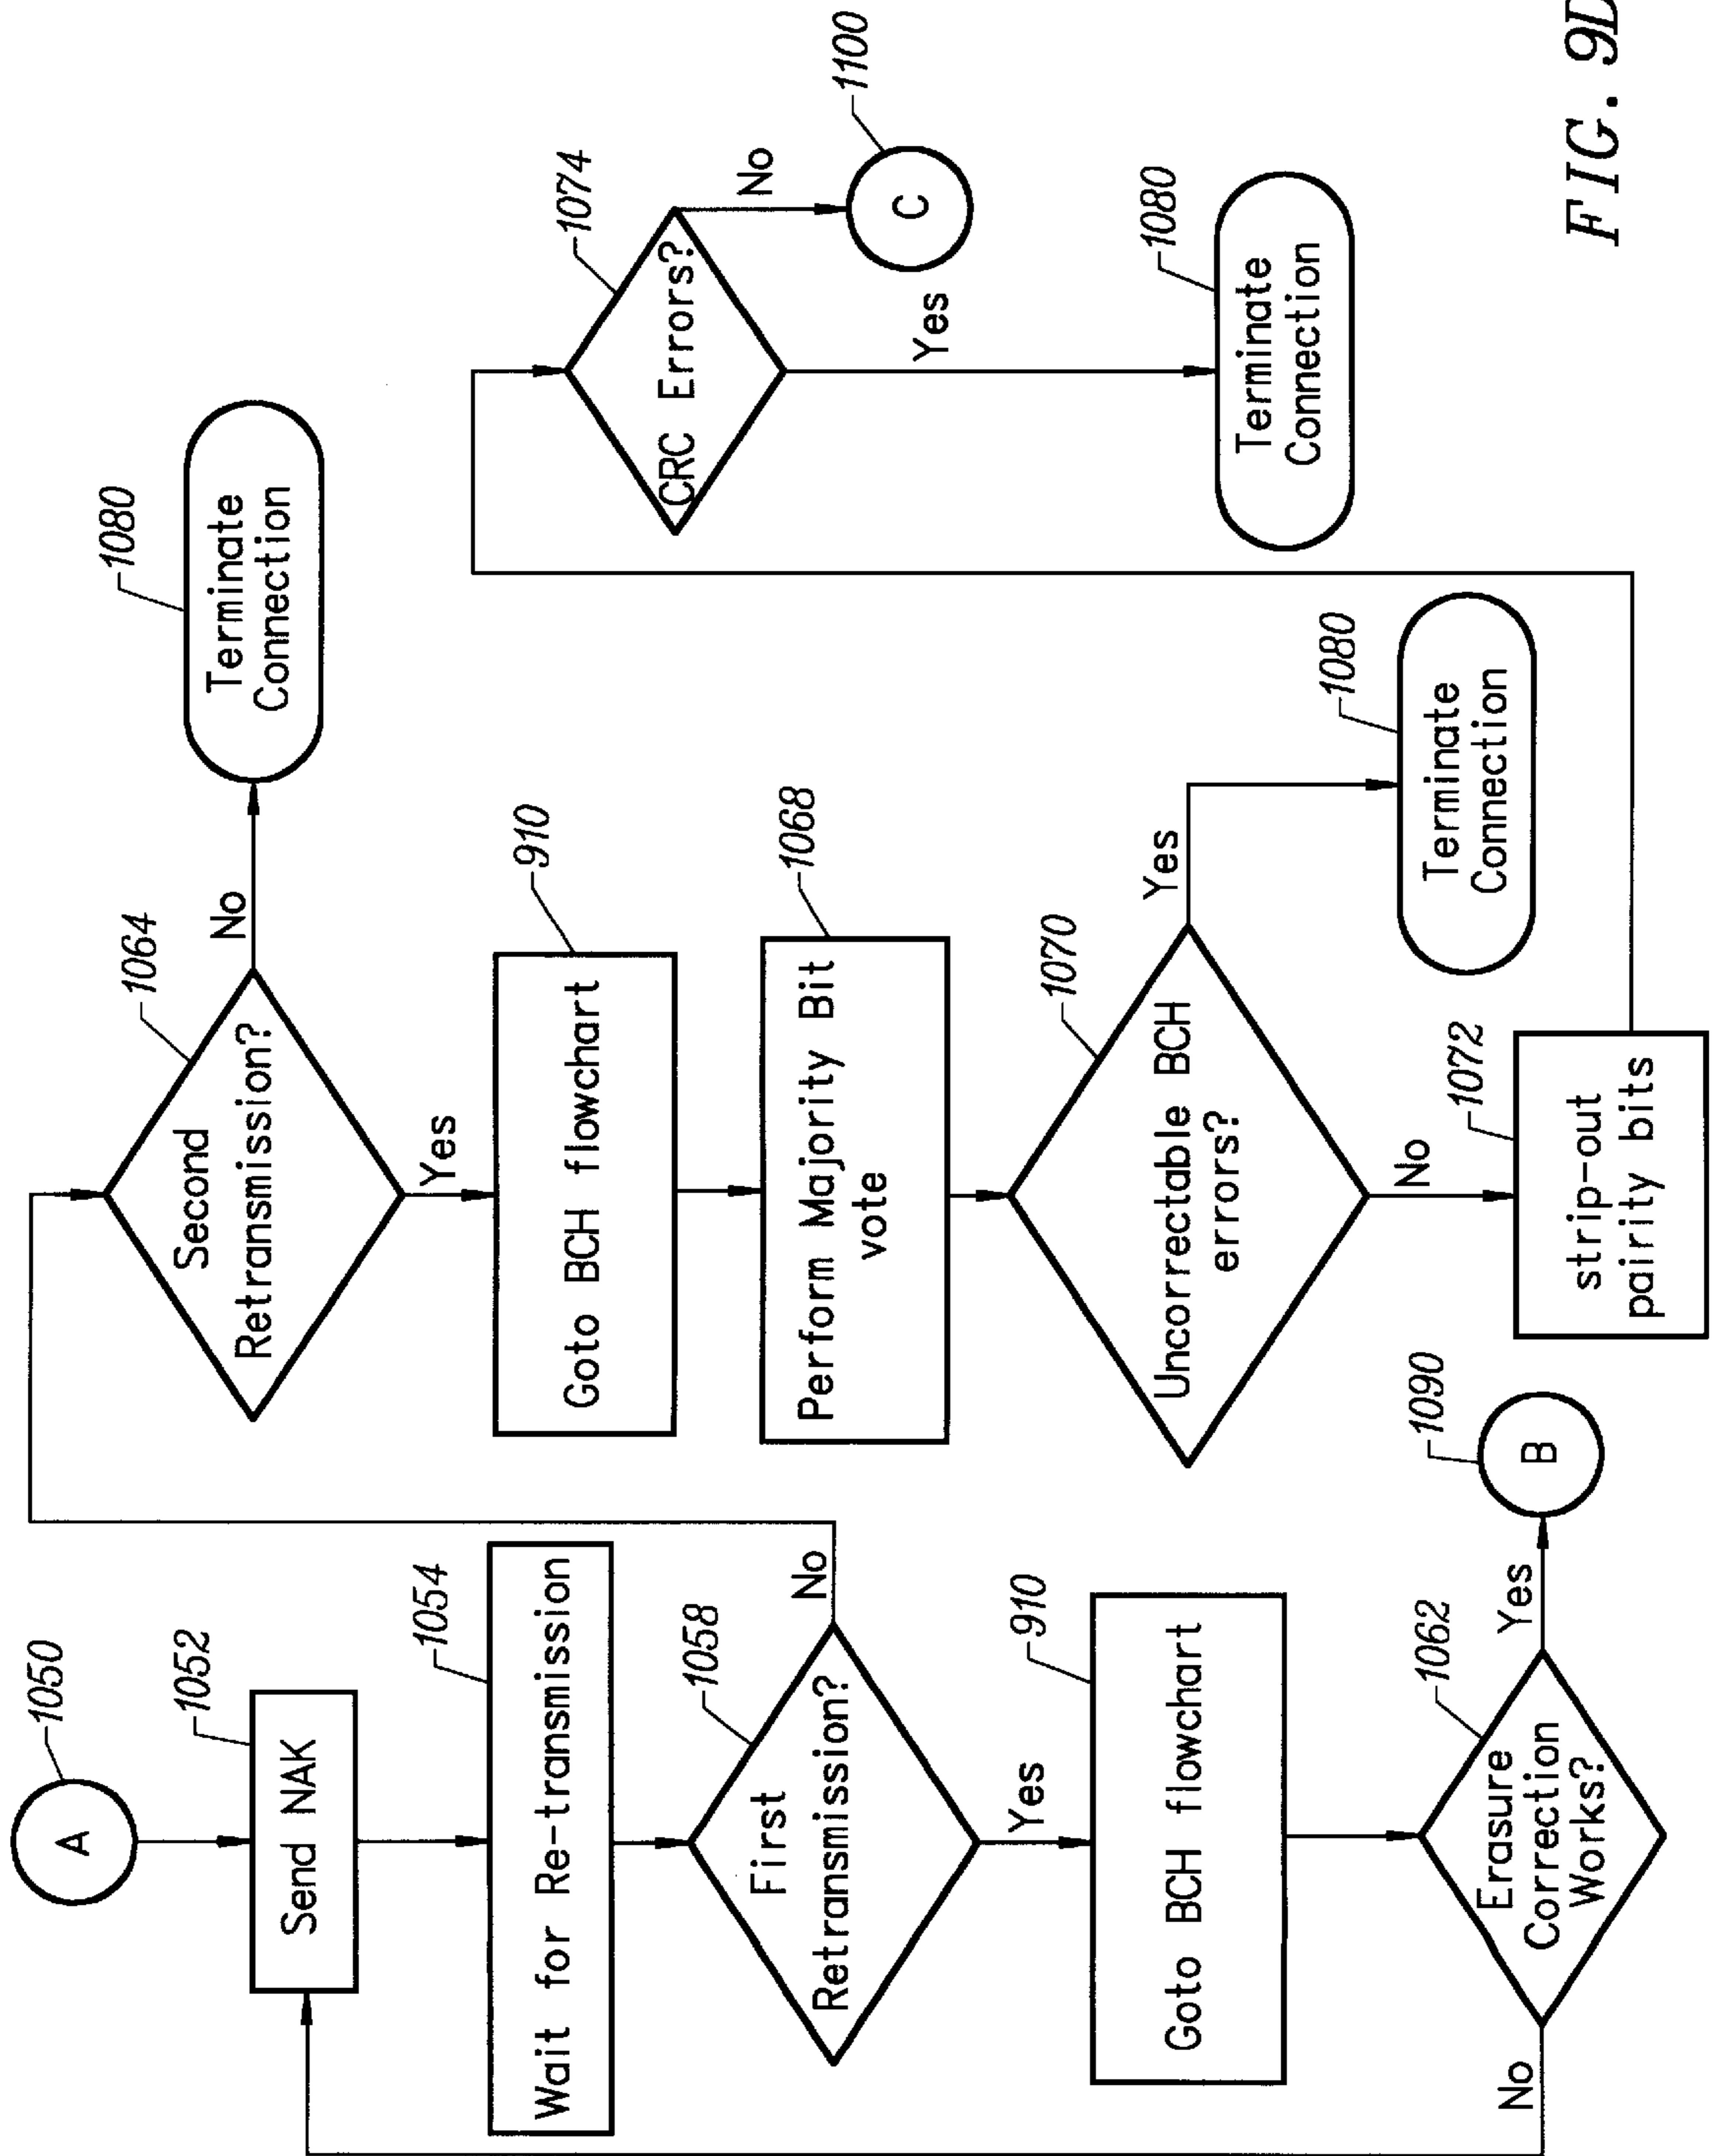 A
1050
Send NAK
1052
Wait for Re-transmission
1054
First
Retransmission?
1058
No
Yes
Goto BCH flowchart
910
Erasure
Correction
Works?
1062
No
Yes
B
1090
Second
Retransmission?
1064
No
Terminate
Connection
1080
Yes
Goto BCH flowchart
910
Perform Majority Bit
vote
1068
Uncorrectable BCH
errors?
1070
Yes
Terminate
Connection
1080
No
strip-out
pairity bits
1072
CRC Errors?
1074
No
C
1100
Yes
Terminate
Connection
1080
FIG. 9D